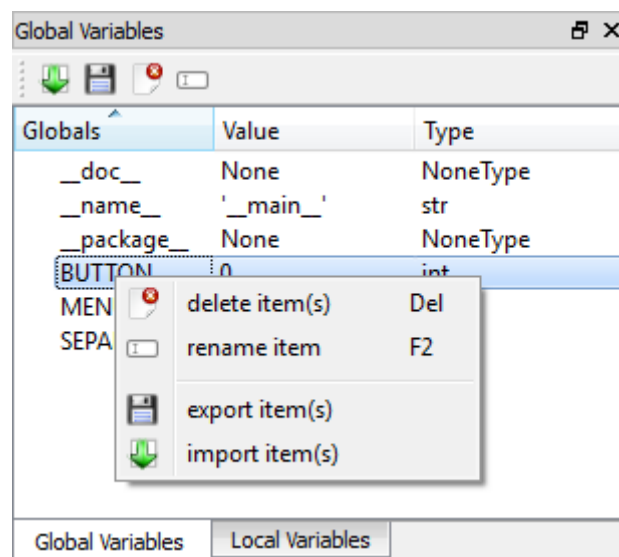 Global Variables
Globals Value Type
__doc__ None NoneType
__name__ '__main__' str
__package__ None NoneType
BUTTON 0 int
MEN
SEPA
delete item(s) Del
rename item F2
export item(s)
import item(s)
Global Variables Local Variables